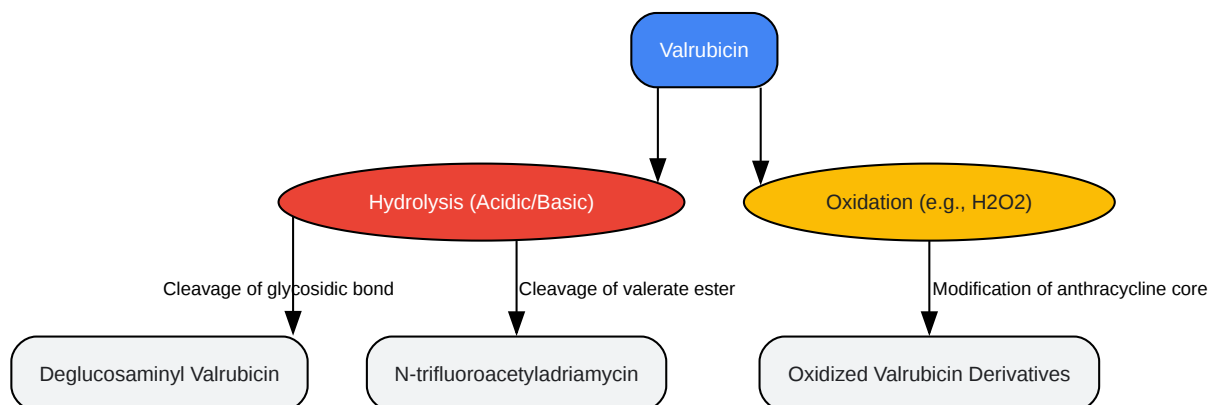 Valrubicin
Hydrolysis (Acidic/Basic)
Oxidation (e.g., H2O2)
Cleavage of glycosidic bond
Cleavage of valerate ester
Modification of anthracycline core
Deglucosaminyl Valrubicin
N-trifluoroacetyladriamycin
Oxidized Valrubicin Derivatives